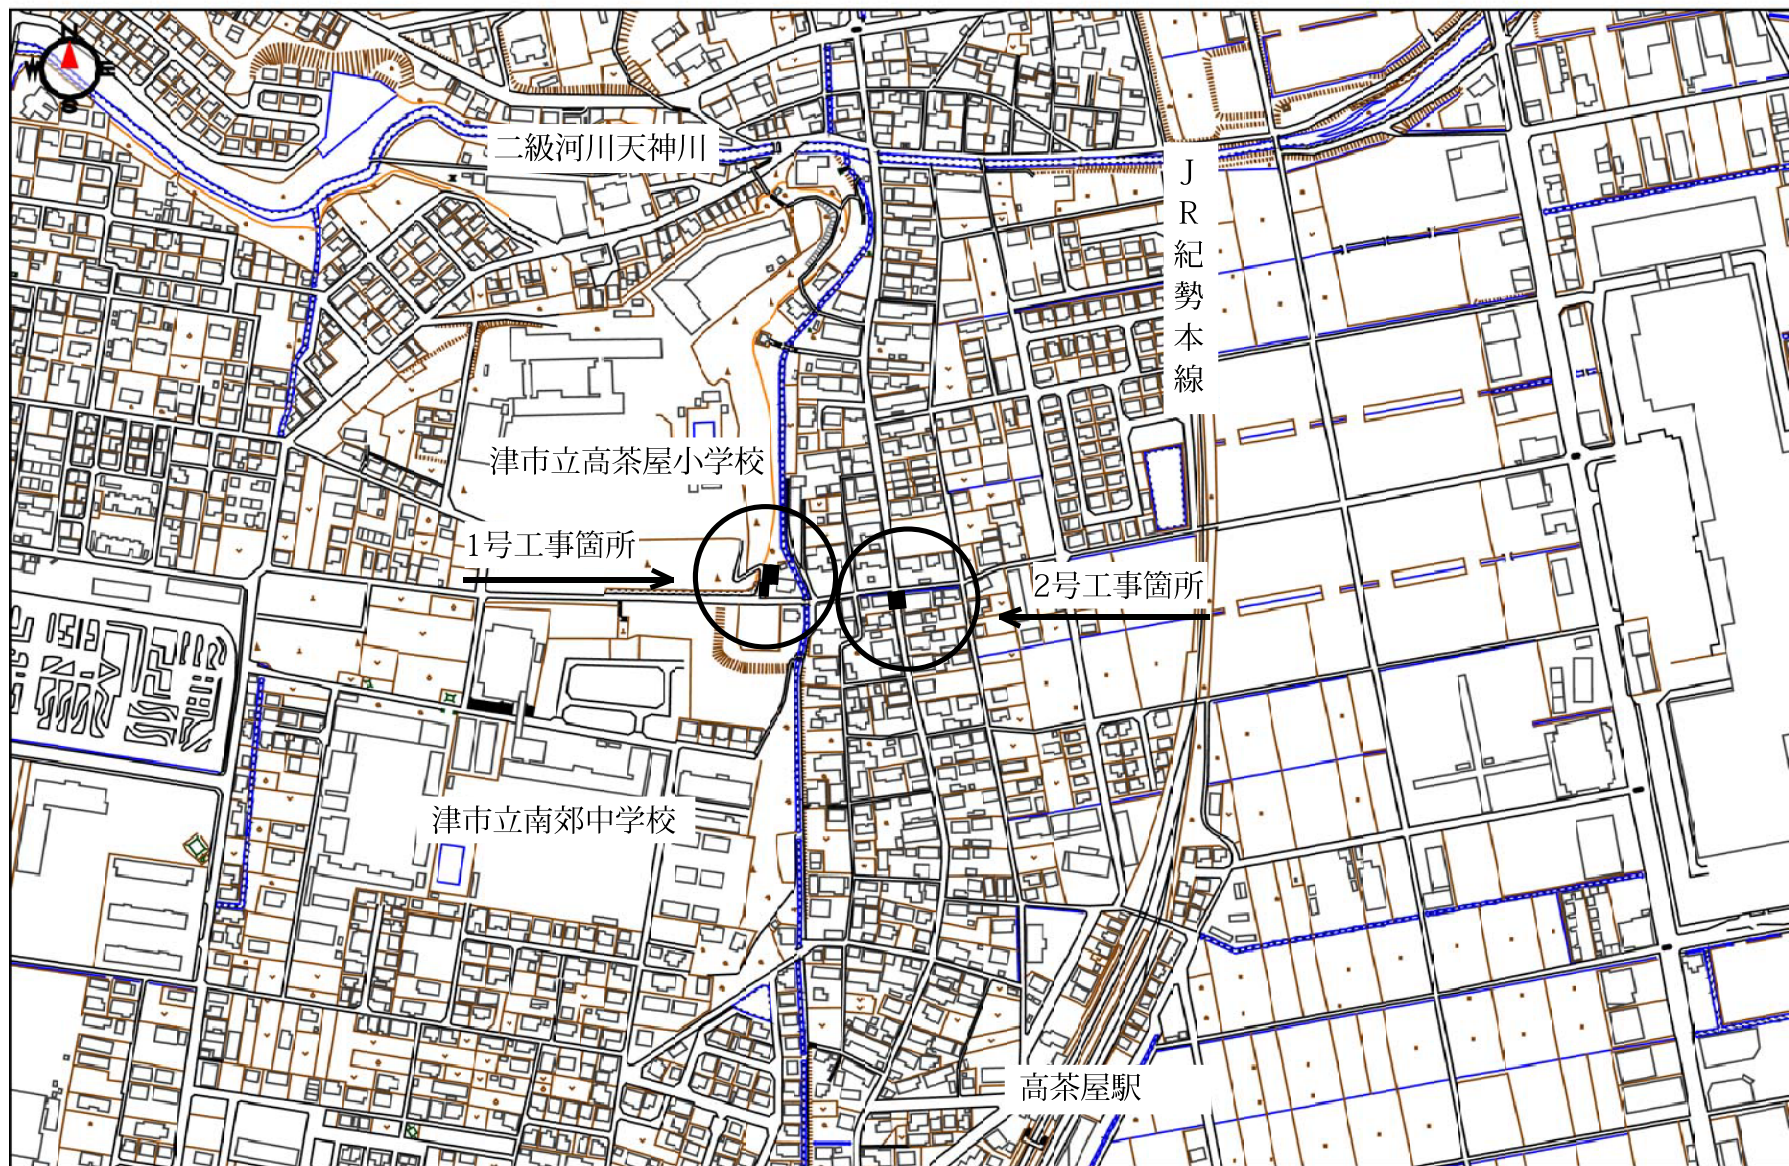 N
W
E
S
二級河川天神川
JR紀勢本線
津市立高茶屋小学校
1号工事箇所
2号工事箇所
津市立南郊中学校
高茶屋駅